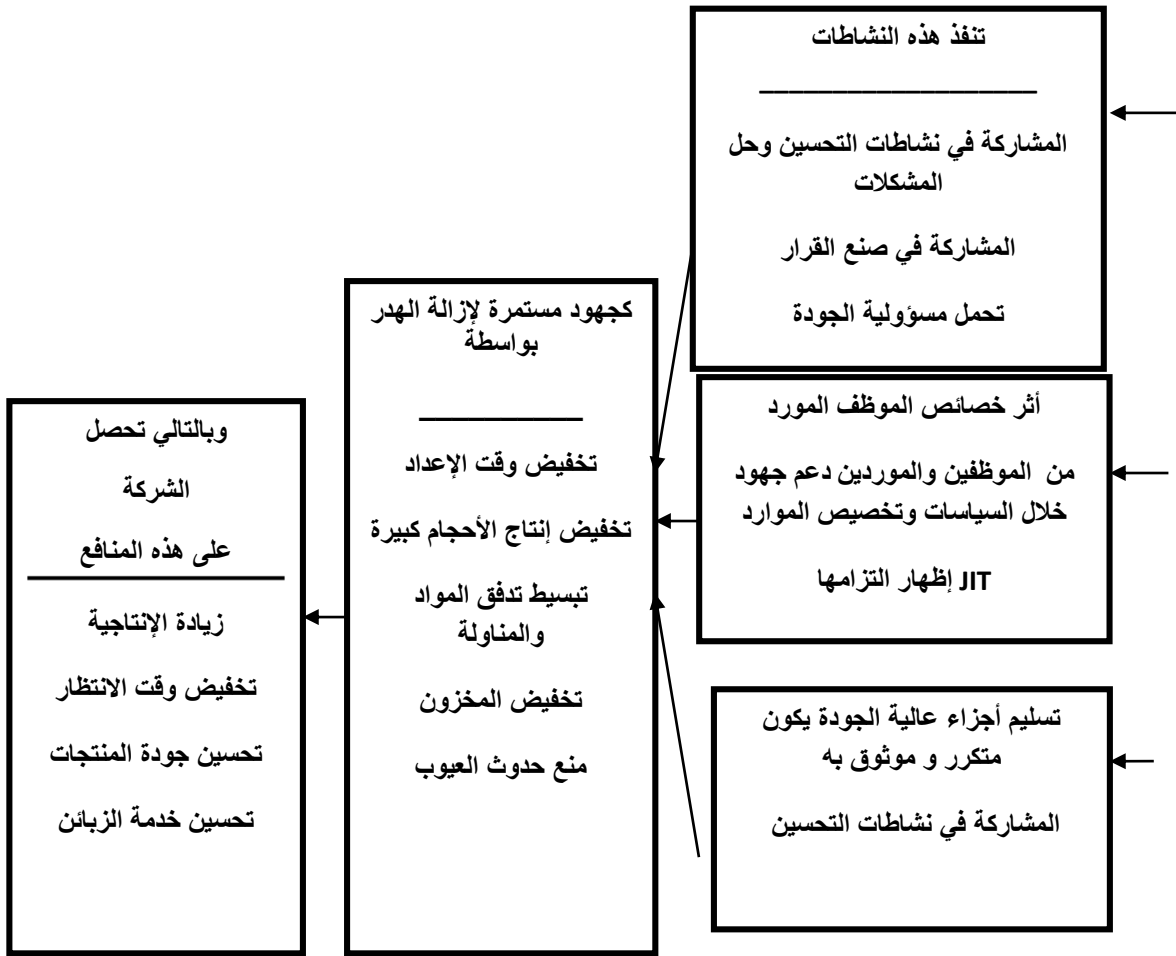 تنفذ هذه النشاطات
المشاركة في نشاطات التحسين وحل
المشكلات
المشاركة في صنع القرار
تحمل مسؤولية الجودة
أثر خصائص الموظف المورد
من الموظفين والموردين دعم جهود
خلال السياسات وتخصيص الموارد
JIT إظهار التزامها
تسليم أجزاء عالية الجودة يكون
متكرر و موثوق به
المشاركة في نشاطات التحسين
كجهود مستمرة لإزالة الهدر
بواسطة
تخفيض وقت الإعداد
تخفيض إنتاج الأحجام كبيرة
تبسيط تدفق المواد
والمناولة
تخفيض المخزون
منع حدوث العيوب
وبالتالي تحصل
الشركة
على هذه المنافع
زيادة الإنتاجية
تخفيض وقت الانتظار
تحسين جودة المنتجات
تحسين خدمة الزبائن